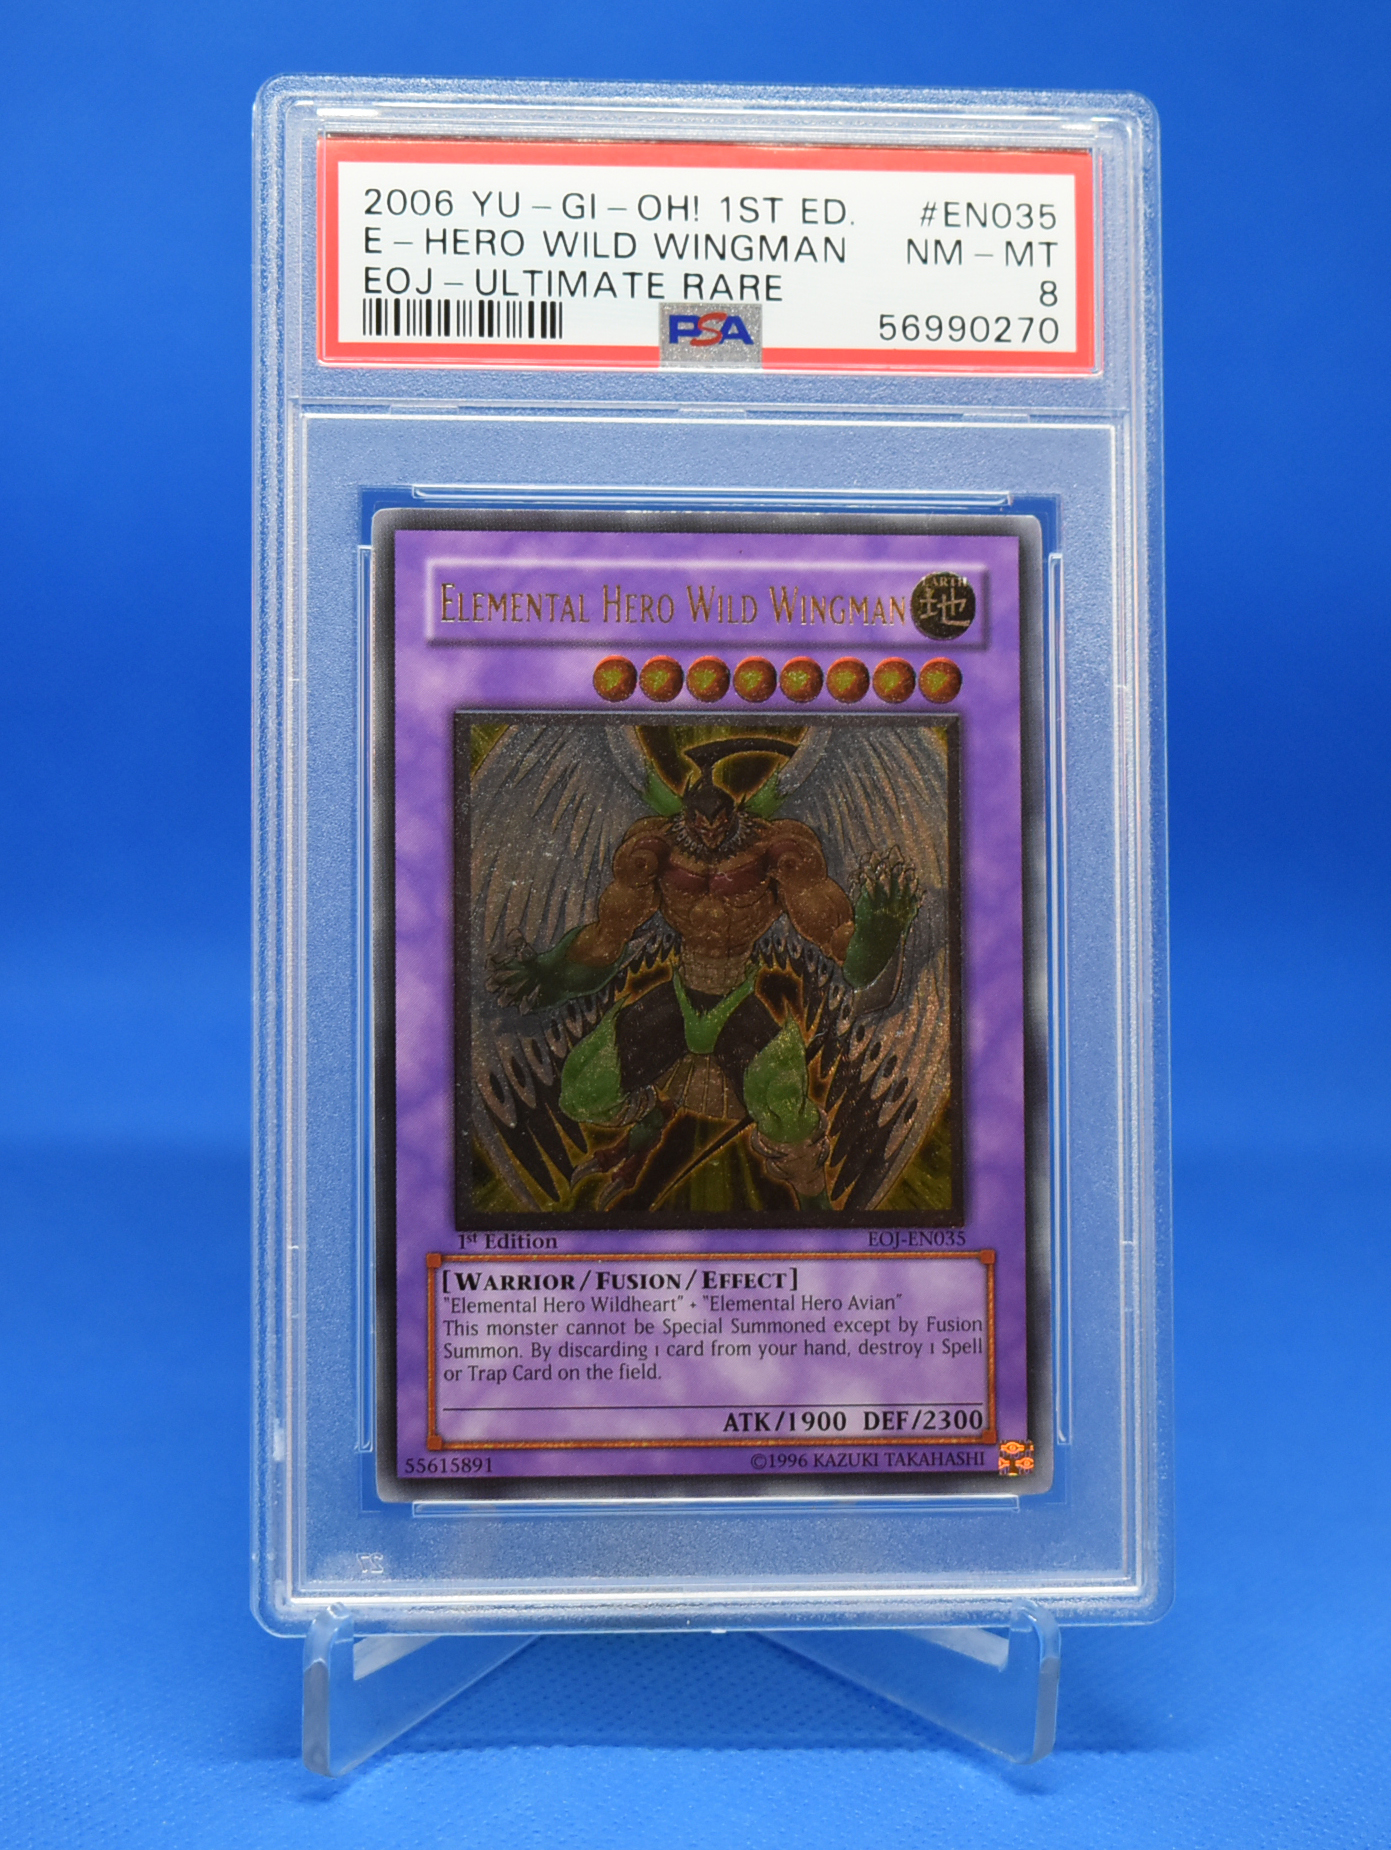 2006 YU-GI-OH! 1ST ED. #EN035
E-HERO WILD WINGMAN NM-MT
EOJ-ULTIMATE RARE 8
PSA 56990270
ELEMENTAL HERO WILD WINGMAN
EARTH
地
1st Edition EOJ-EN035
[WARRIOR/FUSION/EFFECT]
"Elemental Hero Wildheart" + "Elemental Hero Avian"
This monster cannot be Special Summoned except by Fusion
Summon. By discarding 1 card from your hand, destroy 1 Spell
or Trap Card on the field.
ATK/1900 DEF/2300
55615891 ©1996 KAZUKI TAKAHASHI
27